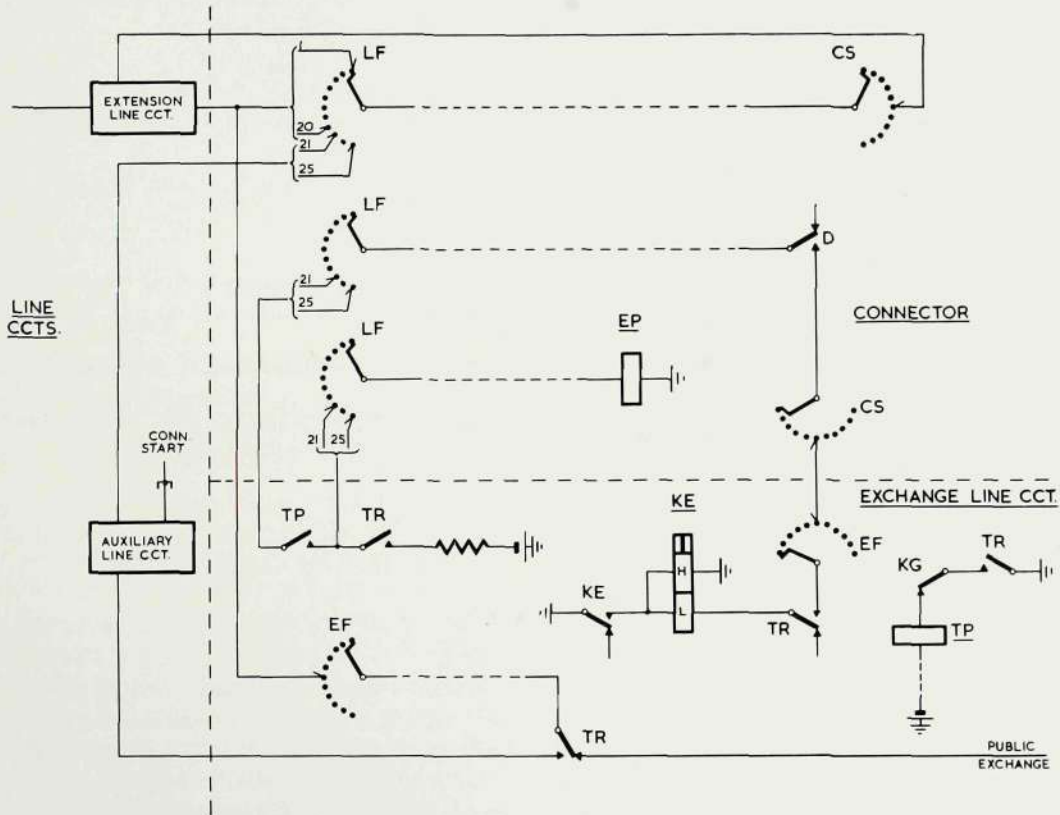 LF
CS
EXTENSION
LINE CCT.
20
21
25
LF
D
21
25
LINE
CCTS.
LF
EP
CONNECTOR
CS
CONN.
START
21
25
EXCHANGE LINE CCT.
AUXILIARY
LINE CCT.
TP
TR
KE
H
L
KE
EF
TR
KG
TR
TP
EF
TR
PUBLIC
EXCHANGE